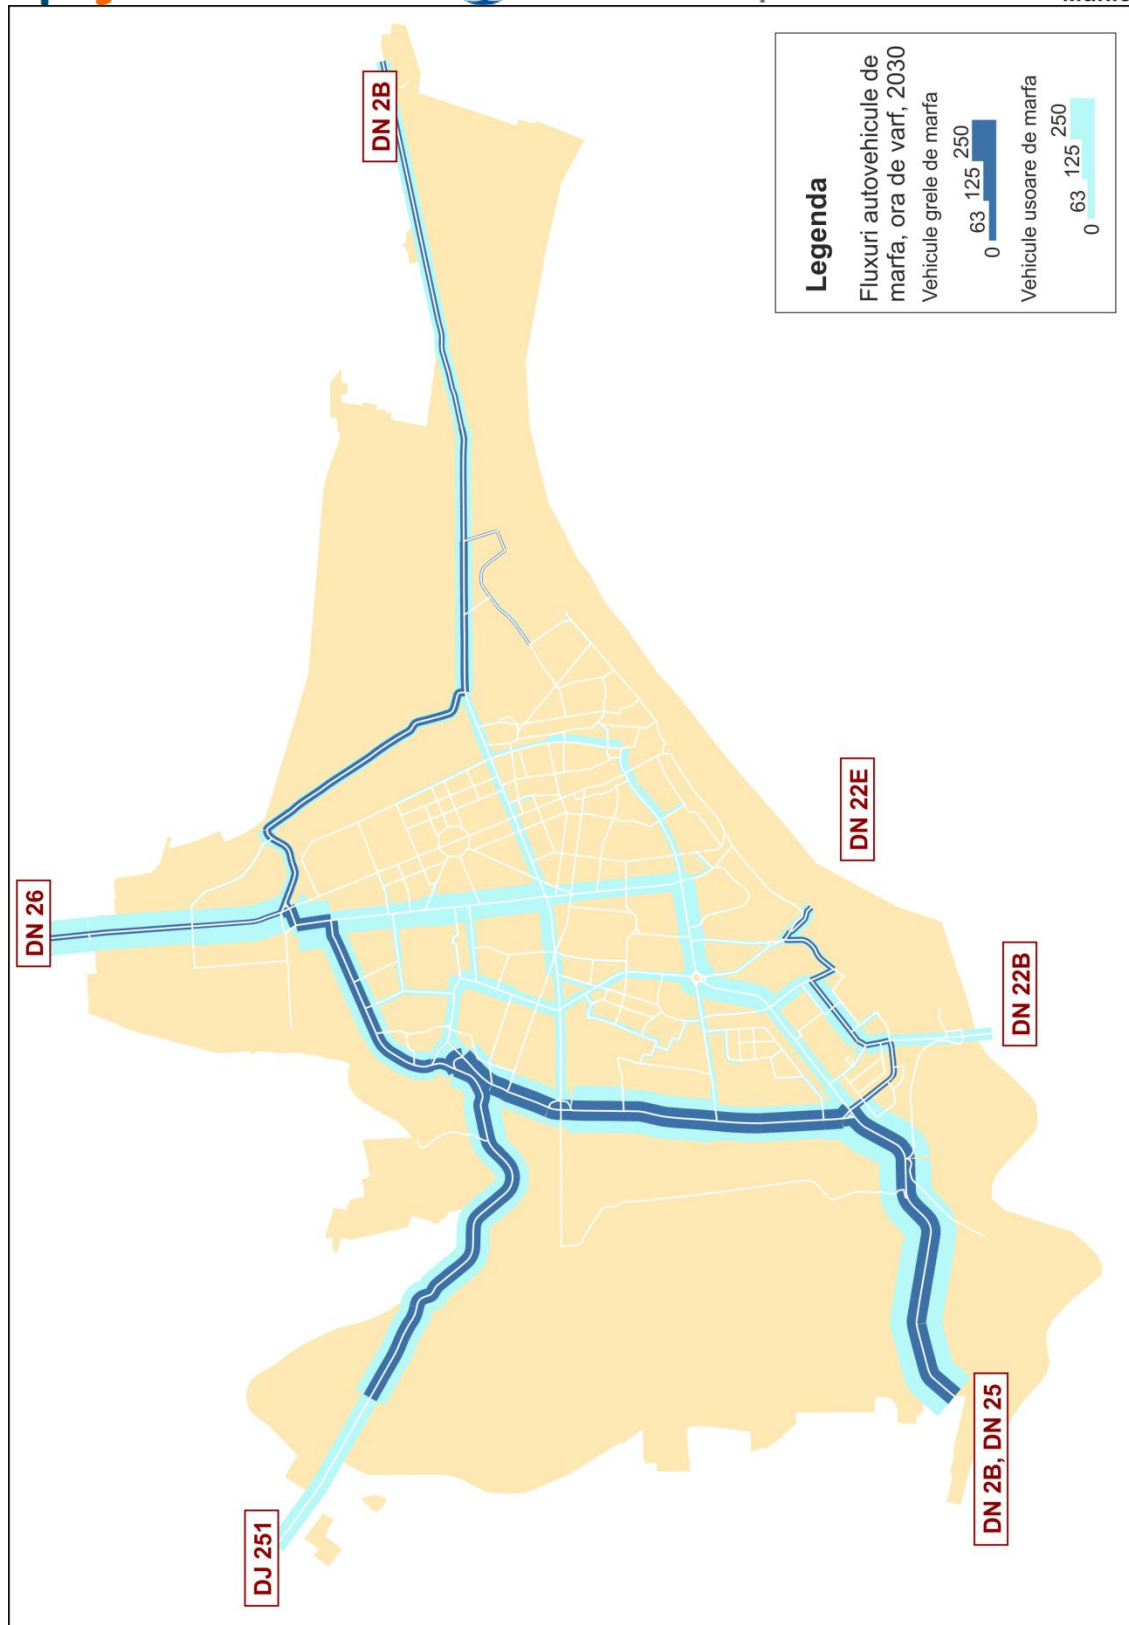 DN 2B
DN 26
DN 22E
DN 22B
DN 2B, DN 25
DJ 251
Legenda
Fluxuri autovehicule de
marfa, ora de varf, 2030
Vehicule grele de marfa
0 63 125 250
Vehicule usoare de marfa
0 63 125 250